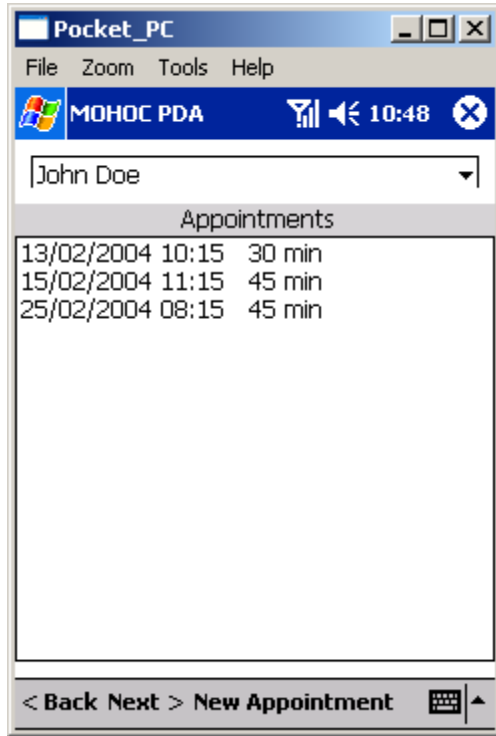 Pocket_PC
File Zoom Tools Help
MOHOC PDA 10:48
John Doe
Appointments
13/02/2004 10:15 30 min
15/02/2004 11:15 45 min
25/02/2004 08:15 45 min
< Back Next > New Appointment